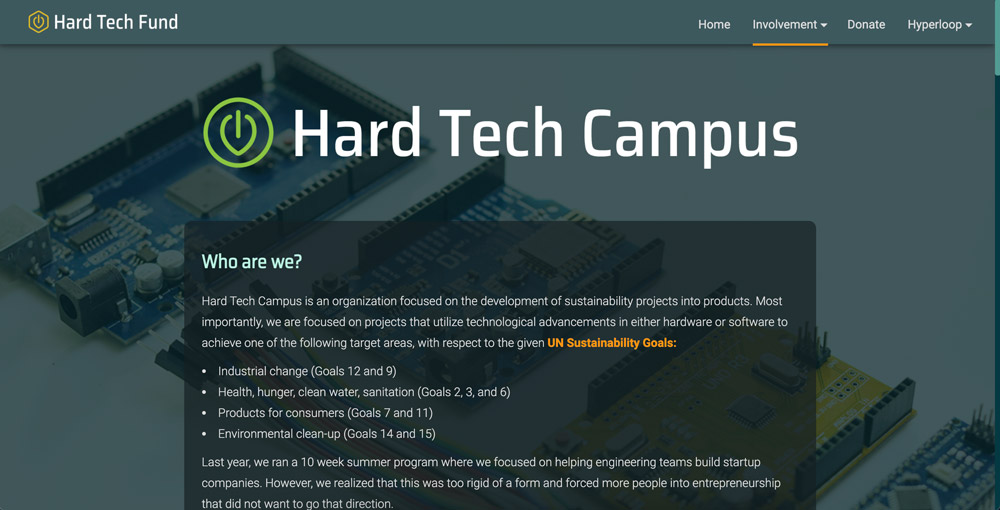 Hard Tech Fund
Home
Involvement
Donate
Hyperloop
Hard Tech Campus
Who are we?
Hard Tech Campus is an organization focused on the development of sustainability projects into products. Most
importantly, we are focused on projects that utilize technological advancements in either hardware or software to
achieve one of the following target areas, with respect to the given UN Sustainability Goals:
• Industrial change (Goals 12 and 9)
• Health, hunger, clean water, sanitation (Goals 2, 3, and 6)
• Products for consumers (Goals 7 and 11)
• Environmental clean-up (Goals 14 and 15)
Last year, we ran a 10 week summer program where we focused on helping engineering teams build startup
companies. However, we realized that this was too rigid of a form and forced more people into entrepreneurship
that did not want to go that direction.